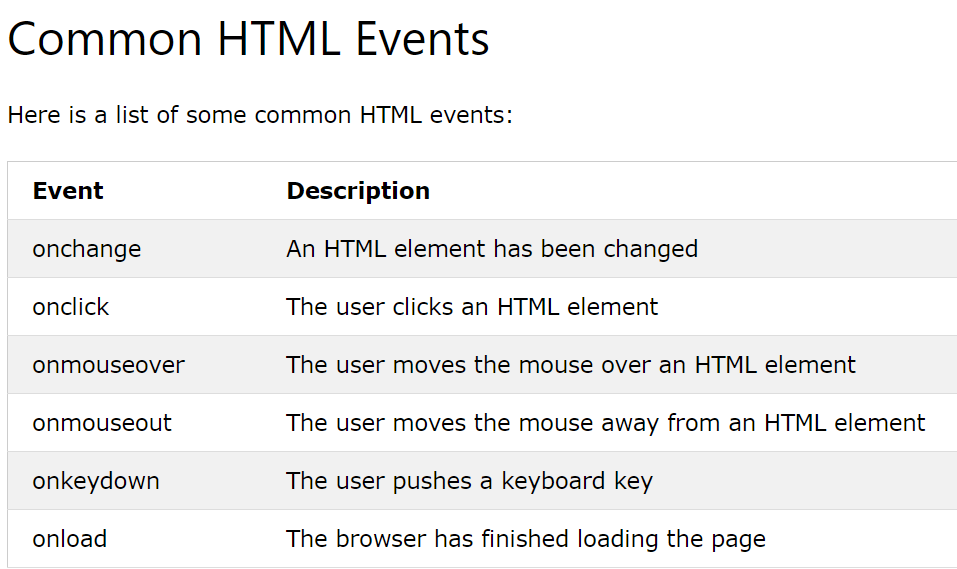 Common HTML Events
Here is a list of some common HTML events:
Event Description
onchange An HTML element has been changed
onclick The user clicks an HTML element
onmouseover The user moves the mouse over an HTML element
onmouseout The user moves the mouse away from an HTML element
onkeydown The user pushes a keyboard key
onload The browser has finished loading the page